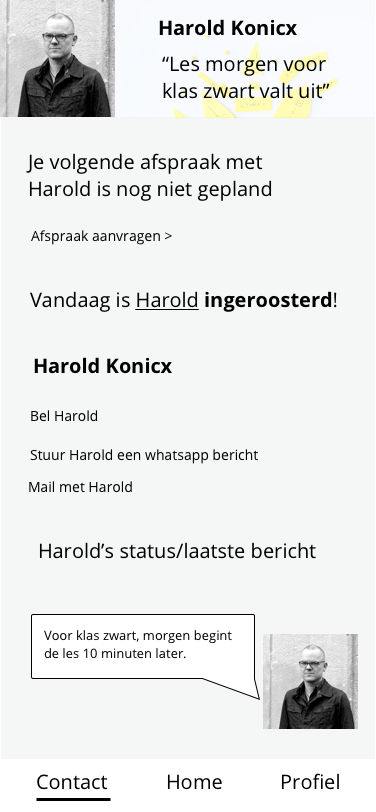 Harold Konicx
“Les morgen voor
klas zwart valt uit”
Je volgende afspraak met
Harold is nog niet gepland
Afspraak aanvragen >
Vandaag is Harold ingeroosterd!
Harold Konicx
Bel Harold
Stuur Harold een whatsapp bericht
Mail met Harold
Harold’s status/laatste bericht
Voor klas zwart, morgen begint
de les 10 minuten later.
Contact Home Profiel